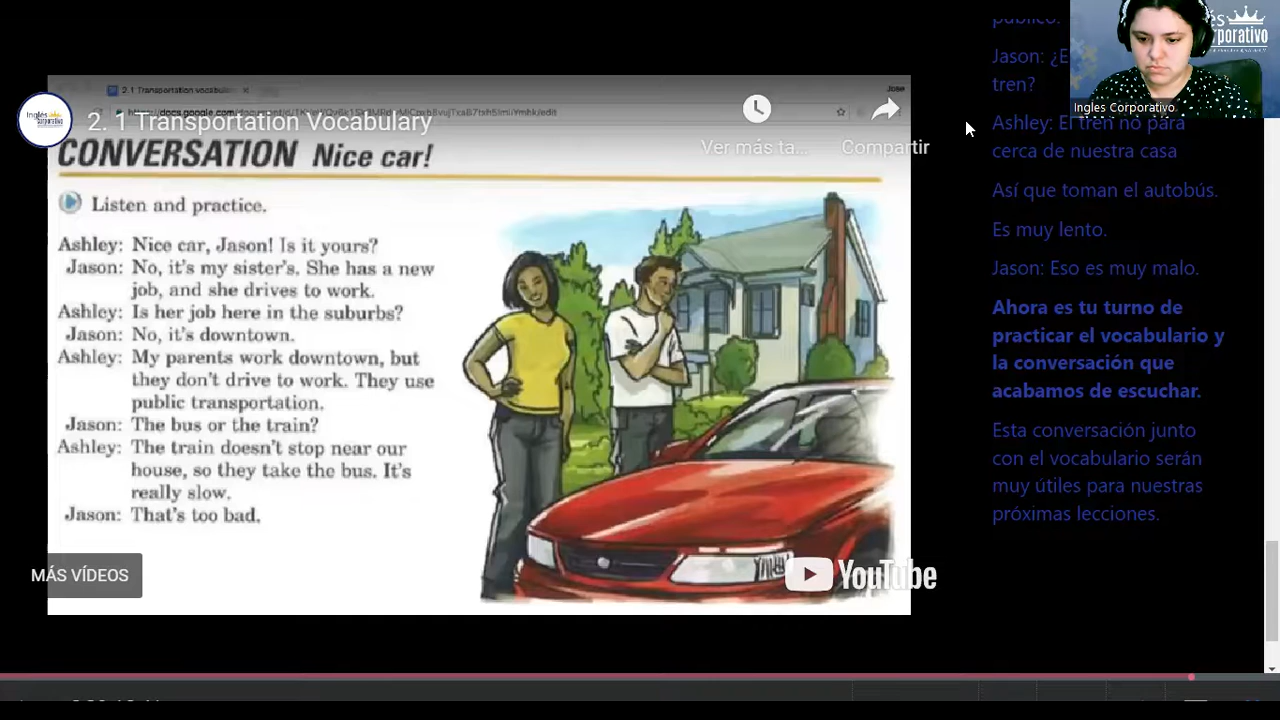 2.1 Transportation vocabula
2. 1 Transportation Vocabulary
Ver más ta...
Compartir
CONVERSATION Nice car!
Listen and practice.
Ashley: Nice car, Jason! Is it yours?
Jason: No, it's my sister's. She has a new
job, and she drives to work.
Ashley: Is her job here in the suburbs?
Jason: No, it's downtown.
Ashley: My parents work downtown, but
they don't drive to work. They use
public transportation.
Jason: The bus or the train?
Ashley: The train doesn't stop near our
house, so they take the bus. It's
really slow.
Jason: That's too bad.
MÁS VÍDEOS
YouTube
Jason: ¿E
tren?
Ashley: El tren no para
cerca de nuestra casa
Así que toman el autobús.
Es muy lento.
Jason: Eso es muy malo.
Ahora es tu turno de
practicar el vocabulario y
la conversación que
acabamos de escuchar.
Esta conversación junto
con el vocabulario serán
muy útiles para nuestras
próximas lecciones.
Ingles Corporativo